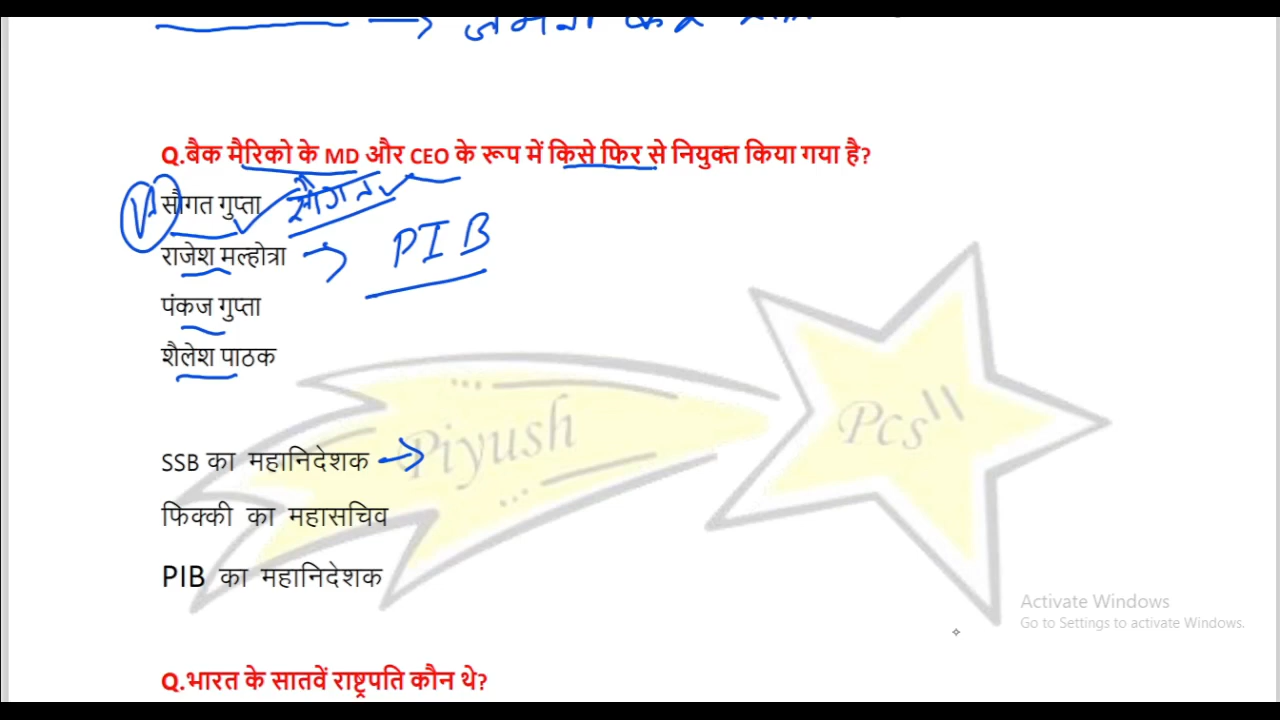 Q.बैक मैरिको के MD और CEO के रूप में किसे फिर से नियुक्त किया गया है?
सौगत गुप्ता सौगत
राजेश मल्होत्रा → PIB
पंकज गुप्ता
शैलेश पाठक
SSB का महानिदेशक →
फिक्की का महासचिव
PIB का महानिदेशक
Q.भारत के सातवें राष्ट्रपति कौन थे?
Piyush Pcs
Activate Windows
Go to Settings to activate Windows.